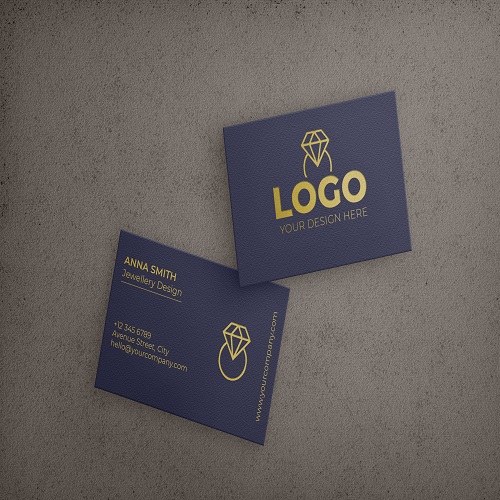 LOGO
YOUR DESIGN HERE
ANNA SMITH
Jewellery Design
+12 345 6789
Avenue Street, City
hello@yourcompany.com
www.yourcompany.com